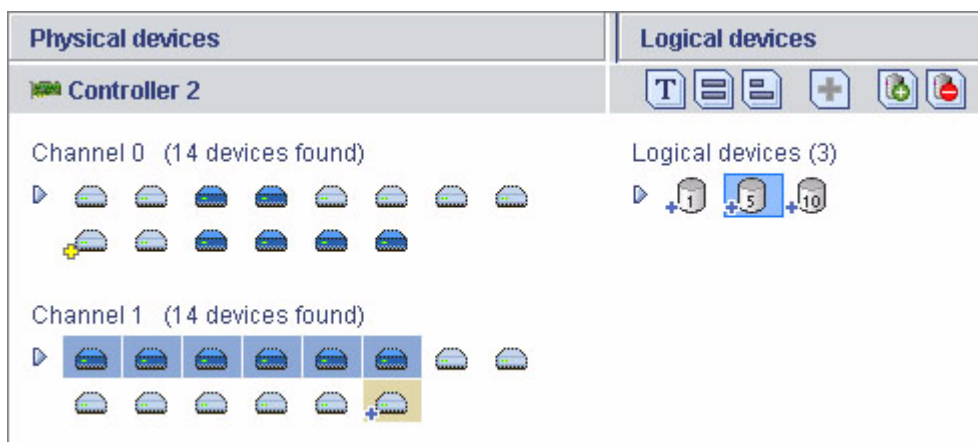 Physical devices
Logical devices
Controller 2
T
Channel 0 (14 devices found)
Logical devices (3)
1 5 10
Channel 1 (14 devices found)